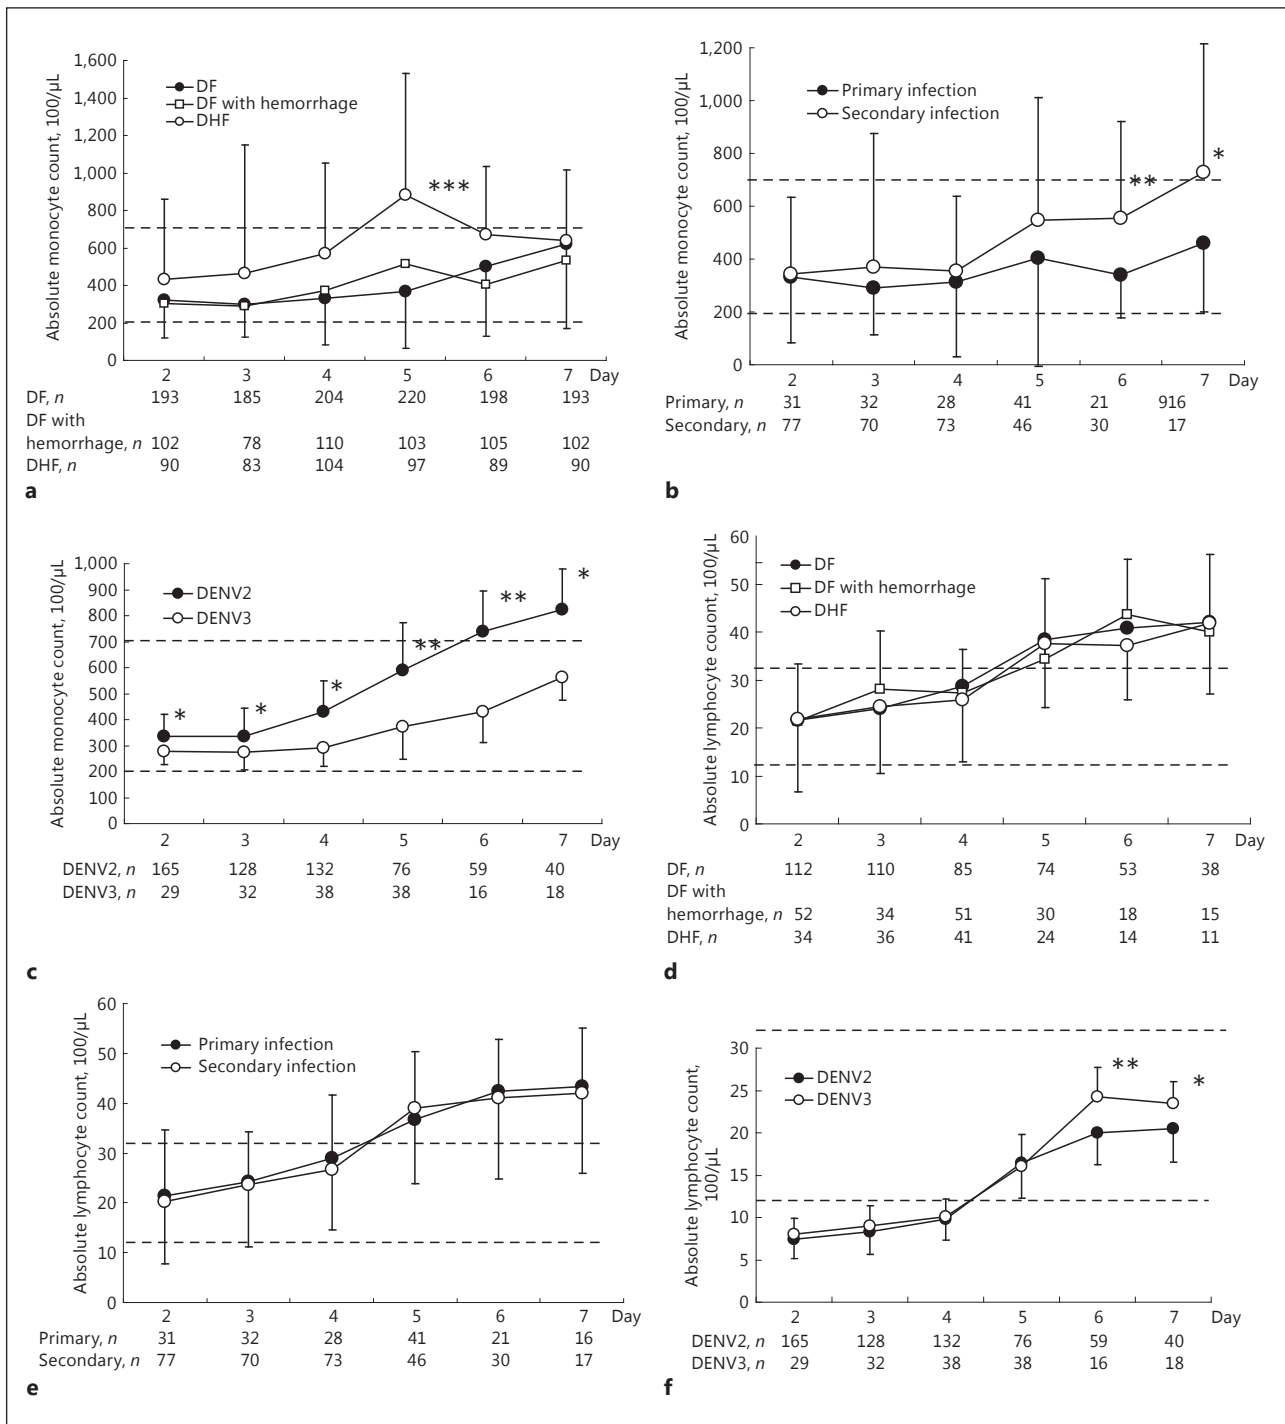 1,600
1,400
1,200
1,000
800
600
400
200
0
Absolute monocyte count, 100/µL
DF
DF with hemorrhage
DHF
***
2 3 4 5 6 7 Day
DF, n 193 185 204 220 198 193
DF with
hemorrhage, n 102 78 110 103 105 102
DHF, n 90 83 104 97 89 90
a
1,200
1,000
800
600
400
200
0
Absolute monocyte count, 100/µL
Primary infection
Secondary infection
**
*
2 3 4 5 6 7 Day
Primary, n 31 32 28 41 21 916
Secondary, n 77 70 73 46 30 17
b
1,000
900
800
700
600
500
400
300
200
100
0
Absolute monocyte count, 100/µL
DENV2
DENV3
*
*
*
**
**
*
2 3 4 5 6 7 Day
DENV2, n 165 128 132 76 59 40
DENV3, n 29 32 38 38 16 18
c
60
50
40
30
20
10
0
Absolute lymphocyte couont, 100/µL
DF
DF with hemorrhage
DHF
2 3 4 5 6 7 Day
DF, n 112 110 85 74 53 38
DF with
hemorrhage, n 52 34 51 30 18 15
DHF, n 34 36 41 24 14 11
d
60
50
40
30
20
10
0
Absolute lymphocyte count, 100/µL
Primary infection
Secondary infection
2 3 4 5 6 7 Day
Primary, n 31 32 28 41 21 16
Secondary, n 77 70 73 46 30 17
e
30
25
20
15
10
5
0
Absolute lymphocyte count,
100/µL
DENV2
DENV3
**
*
2 3 4 5 6 7 Day
DENV2, n 165 128 132 76 59 40
DENV3, n 29 32 38 38 16 18
f